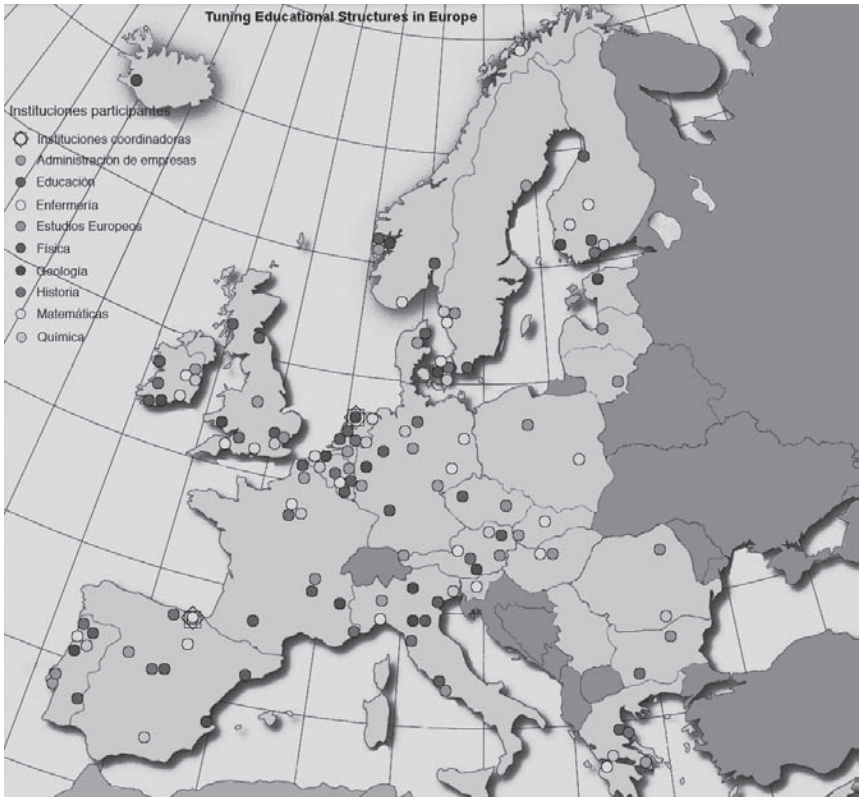 Tuning Educational Structures in Europe
Instituciones participantes
Instituciones coordinadoras
Administración de empresas
Educación
Enfermería
Estudios Europeos
Física
Geología
Historia
Matemáticas
Química